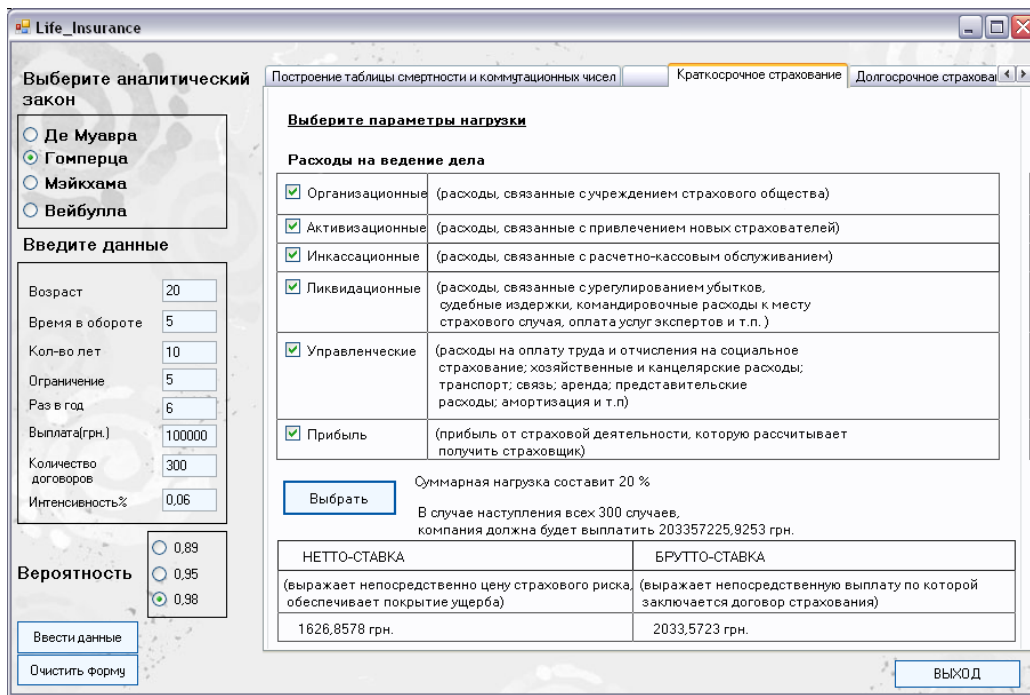 Life_Insurance
Выберите аналитический
закон
Де Муавра
Гомперца
Мэйкхама
Вейбулла
Введите данные
Возраст 20
Время в обороте 5
Кол-во лет 10
Ограничение 5
Раз в год 6
Выплата(грн.) 100000
Количество
договоров 300
Интенсивность% 0,06
Вероятность
0,89
0,95
0,98
Ввести данные
Очистить форму
Построение таблицы смертности и коммутационных чисел Краткосрочное страхование Долгосрочное страхован
Выберите параметры нагрузки
Расходы на ведение дела
Организационные (расходы, связанные с учреждением страхового общества)
Активизационные (расходы, связанные с привлечением новых страхователей)
Инкассационные (расходы, связанные с расчетно-кассовым обслуживанием)
Ликвидационные (расходы, связанные с урегулированием убытков,
судебные издержки, командировочные расходы к месту
страхового случая, оплата услуг экспертов и т.п. )
Управленческие (расходы на оплату труда и отчисления на социальное
страхование; хозяйственные и канцелярские расходы;
транспорт; связь; аренда; представительские
расходы; амортизация и т.п)
Прибыль (прибыль от страховой деятельности, которую рассчитывает
получить страховщик)
Выбрать
Суммарная нагрузка составит 20 %
В случае наступления всех 300 случаев,
компания должна будет выплатить 203357225,9253 грн.
НЕТТО-СТАВКА БРУТТО-СТАВКА
(выражает непосредственно цену страхового риска, (выражает непосредственную выплату по которой
обеспечивает покрытие ущерба) заключается договор страхования)
1626,8578 грн. 2033,5723 грн.
ВЫХОД